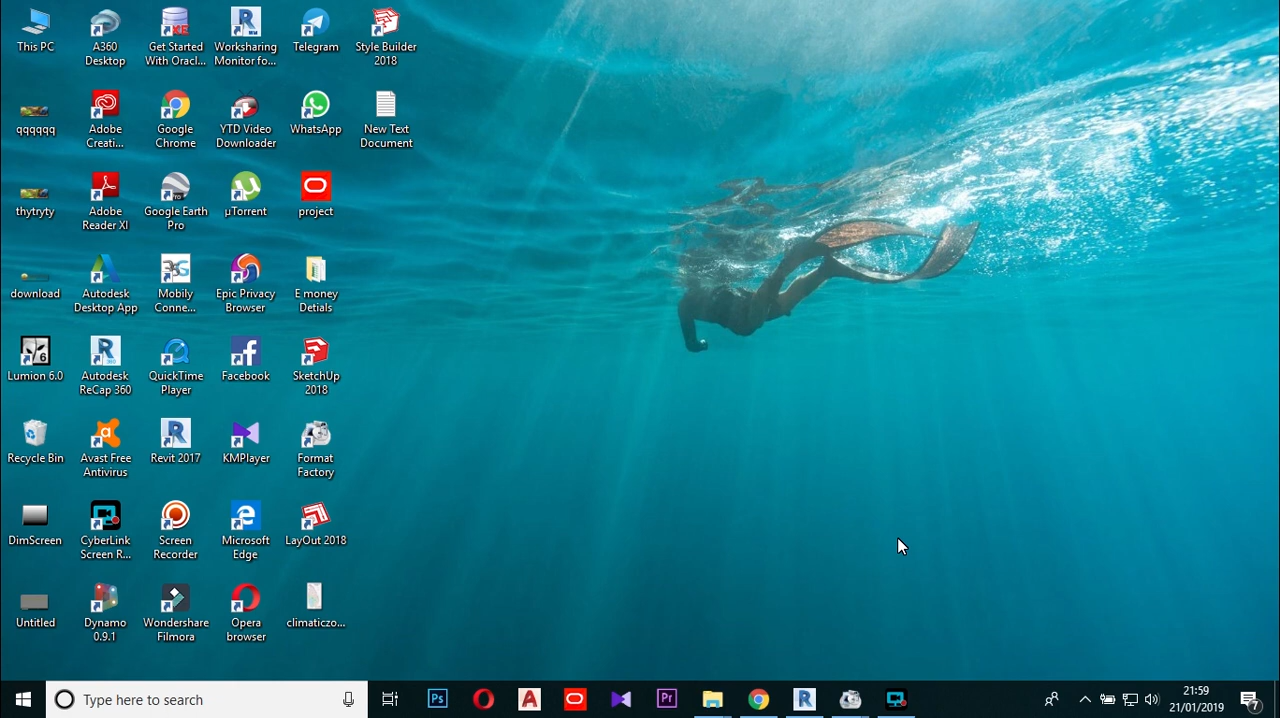 This PC
A360
Desktop
Get Started
With Oracl...
Worksharing
Monitor fo...
Telegram
Style Builder
2018
qqqqqq
Adobe
Creati...
Google
Chrome
YTD Video
Downloader
WhatsApp
New Text
Document
thytryty
Adobe
Reader XI
Google Earth
Pro
µTorrent
project
download
Autodesk
Desktop App
Mobily
Conne...
Epic Privacy
Browser
E money
Detials
Lumion 6.0
Autodesk
ReCap 360
QuickTime
Player
Facebook
SketchUp
2018
Recycle Bin
Avast Free
Antivirus
Revit 2017
KMPlayer
Format
Factory
DimScreen
CyberLink
Screen R...
Screen
Recorder
Microsoft
Edge
LayOut 2018
Untitled
Dynamo
0.9.1
Wondershare
Filmora
Opera
browser
climaticzo...
Type here to search
Ps
A
Pr
R
21:59
21/01/2019
7